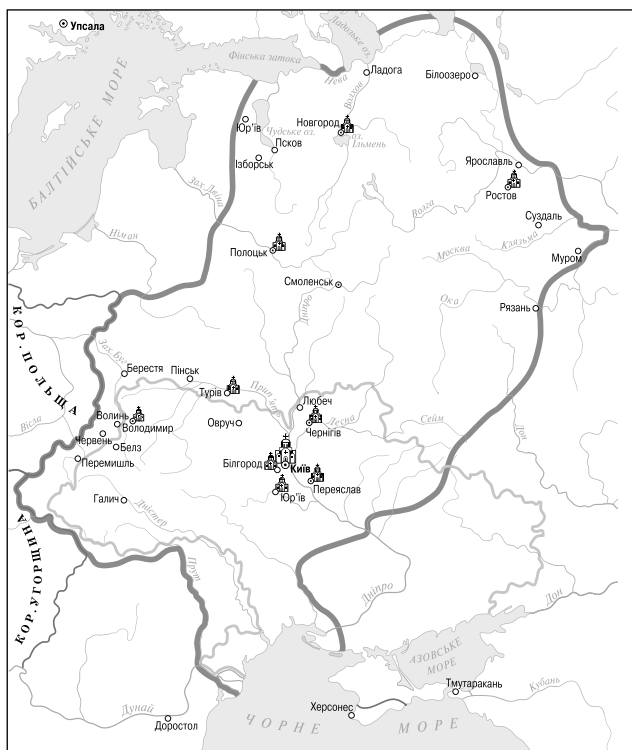 Упсала
Ладозьке оз.
Фінська затока
Нева
Ладога
Білоозеро
Волхов
БАЛТІЙСЬКЕ МОРЕ
Новгород
оз.
Ільмень
Юр'їв
Чудське оз.
Псков
Ізборськ
Ярославль
Ростов
Зах. Двіна
Волга
Суздаль
Німан
Полоцьк
Москва
Клязьма
Муром
Смоленськ
Дніпро
Ока
Рязань
КОР. ПОЛЬЩА
Зах. Буг
Берестя
Пінськ
Турів
Прип'ять
Любеч
Вісла
Волинь
Володимир
Овруч
Десна
Сейм
Чернігів
Дон
Червень
Белз
Перемишль
Білгород
Київ
Переяслав
Юр'їв
Галич
Дністер
КОР. УГОРЩИНА
Прут
Дніпро
Дон
АЗОВСЬКЕ
МОРЕ
Тмутаракань
Кубань
Дунай
Доростол
Херсонес
ЧОРНЕ МОРЕ